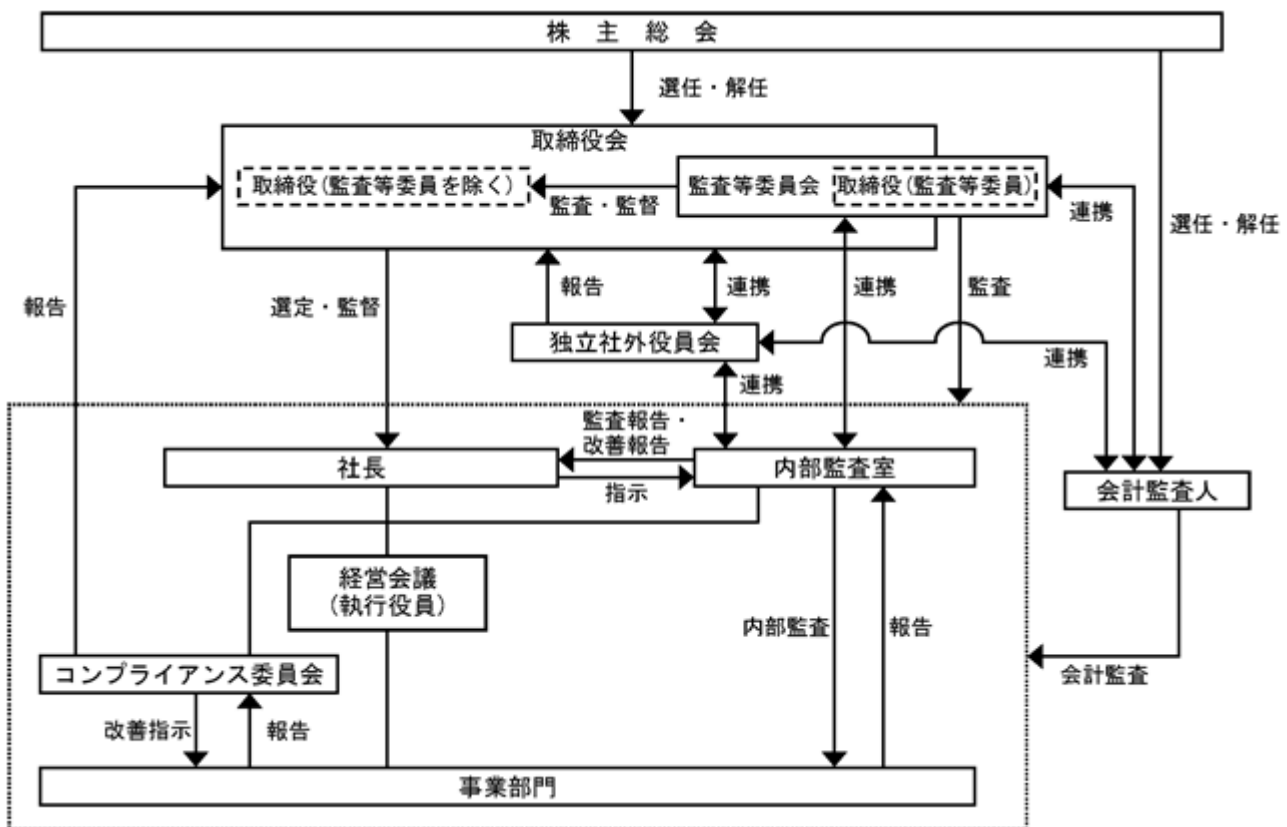 株主総会
選任・解任
取締役会
取締役(監査等委員を除く)
監査等委員会
取締役(監査等委員)
監査・監督
連携
選任・解任
報告
選定・監督
報告
連携
連携
監査
独立社外役員会
連携
連携
監査報告・
改善報告
社長
内部監査室
指示
会計監査人
経営会議
(執行役員)
内部監査
報告
コンプライアンス委員会
会計監査
改善指示
報告
事業部門